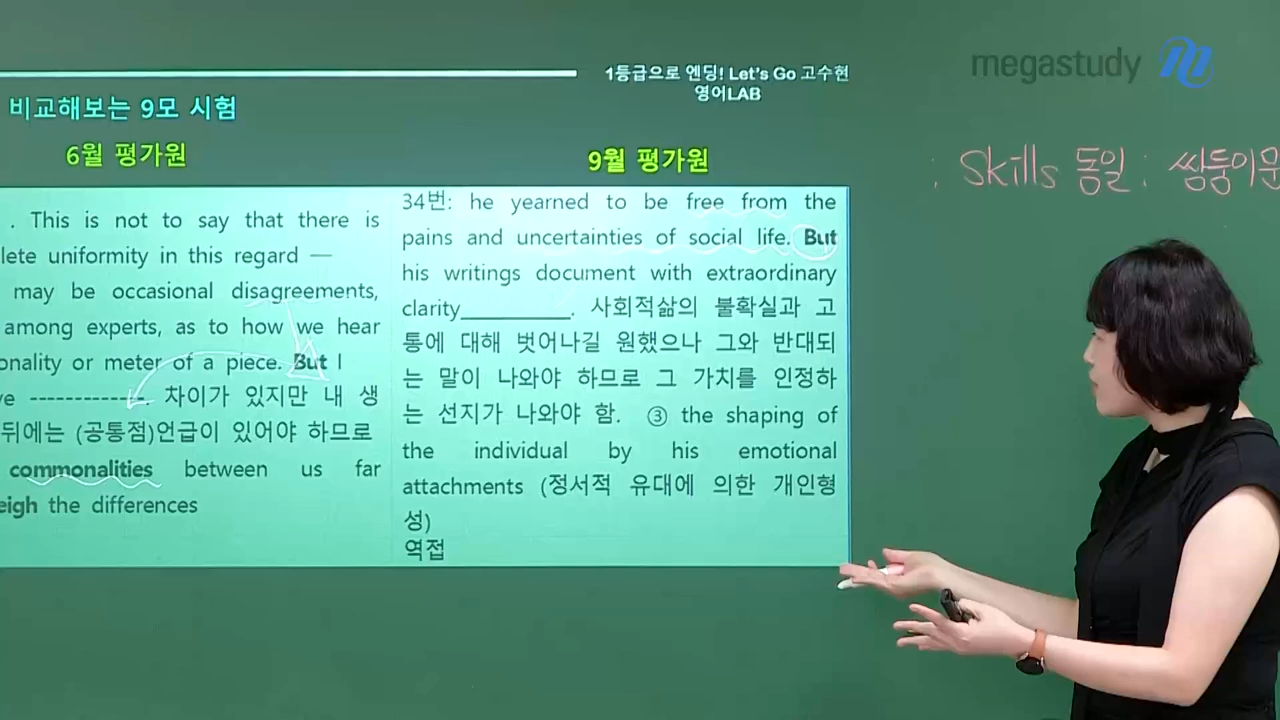 megastudy
1등급으로 엔딩! Let's Go 고수현
영어LAB
비교해보는 9모 시험
6월 평가원
9월 평가원
: Skills 동일 : 쌍둥이문
. This is not to say that there is
lete uniformity in this regard —
may be occasional disagreements,
among experts, as to how we hear
onality or meter of a piece. But I
ve -------------. 차이가 있지만 내 생
뒤에는 (공통점)언급이 있어야 하므로
commonalities between us far
eigh the differences
34번: he yearned to be free from the
pains and uncertainties of social life. But
his writings document with extraordinary
clarity__________. 사회적삶의 불확실과 고
통에 대해 벗어나길 원했으나 그와 반대되
는 말이 나와야 하므로 그 가치를 인정하
는 선지가 나와야 함. ③ the shaping of
the individual by his emotional
attachments (정서적 유대에 의한 개인형
성)
역접